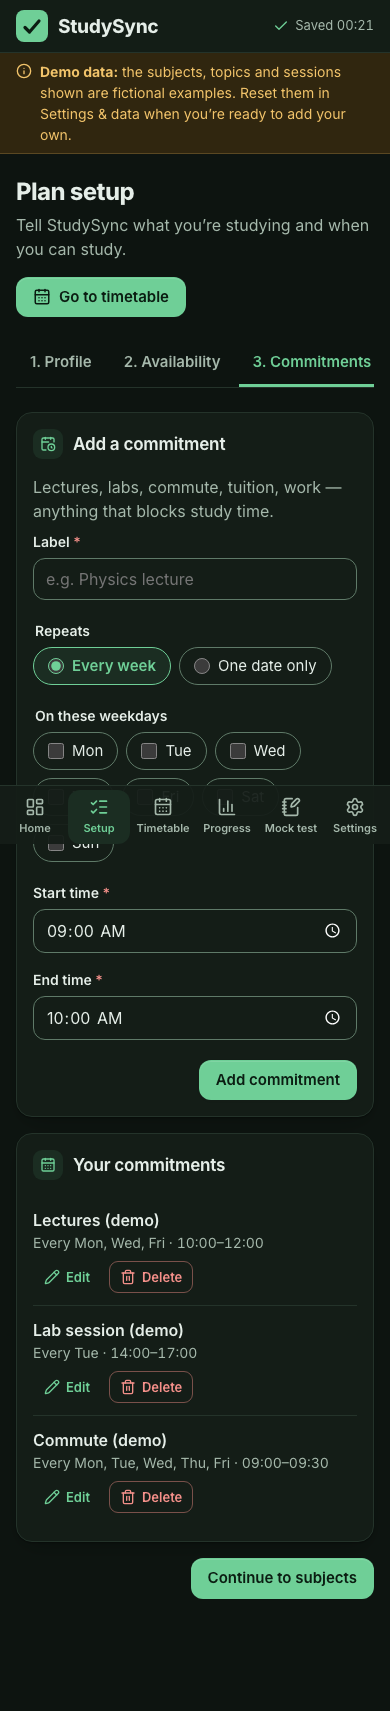 StudySync
Saved 00:21
Demo data: the subjects, topics and sessions
shown are fictional examples. Reset them in
Settings & data when you’re ready to add your
own.
Plan setup
Tell StudySync what you’re studying and when
you can study.
Go to timetable
1. Profile
2. Availability
3. Commitments
Add a commitment
Lectures, labs, commute, tuition, work —
anything that blocks study time.
Label *
e.g. Physics lecture
Repeats
Every week
One date only
On these weekdays
Mon
Tue
Wed
Fri
Sat
Home
Setup
Timetable
Progress
Mock test
Settings
Sun
Start time *
09:00 AM
End time *
10:00 AM
Add commitment
Your commitments
Lectures (demo)
Every Mon, Wed, Fri · 10:00–12:00
Edit
Delete
Lab session (demo)
Every Tue · 14:00–17:00
Edit
Delete
Commute (demo)
Every Mon, Tue, Wed, Thu, Fri · 09:00–09:30
Edit
Delete
Continue to subjects